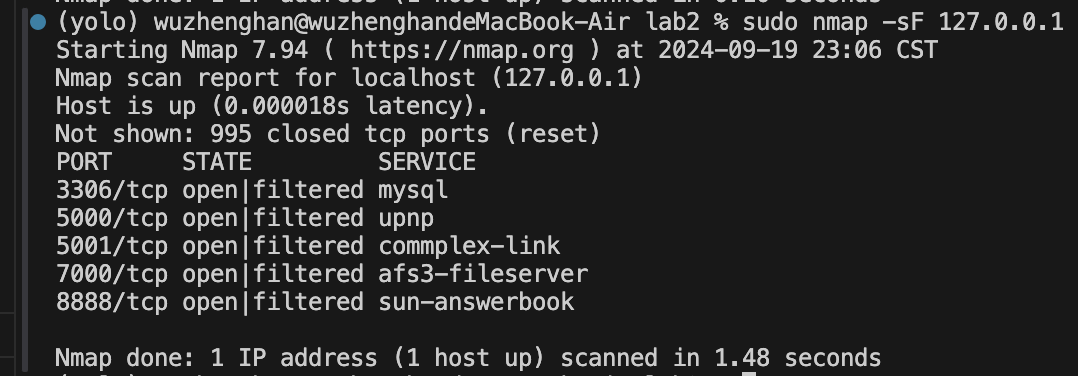 Nmap done: 1 IP address (1 host up) scanned in
(yolo) wuzhenghan@wuzhenghandeMacBook-Air lab2 % sudo nmap -sF 127.0.0.1
Starting Nmap 7.94 ( https://nmap.org ) at 2024-09-19 23:06 CST
Nmap scan report for localhost (127.0.0.1)
Host is up (0.000018s latency).
Not shown: 995 closed tcp ports (reset)
PORT     STATE         SERVICE
3306/tcp open|filtered mysql
5000/tcp open|filtered upnp
5001/tcp open|filtered commplex-link
7000/tcp open|filtered afs3-fileserver
8888/tcp open|filtered sun-answerbook
Nmap done: 1 IP address (1 host up) scanned in 1.48 seconds